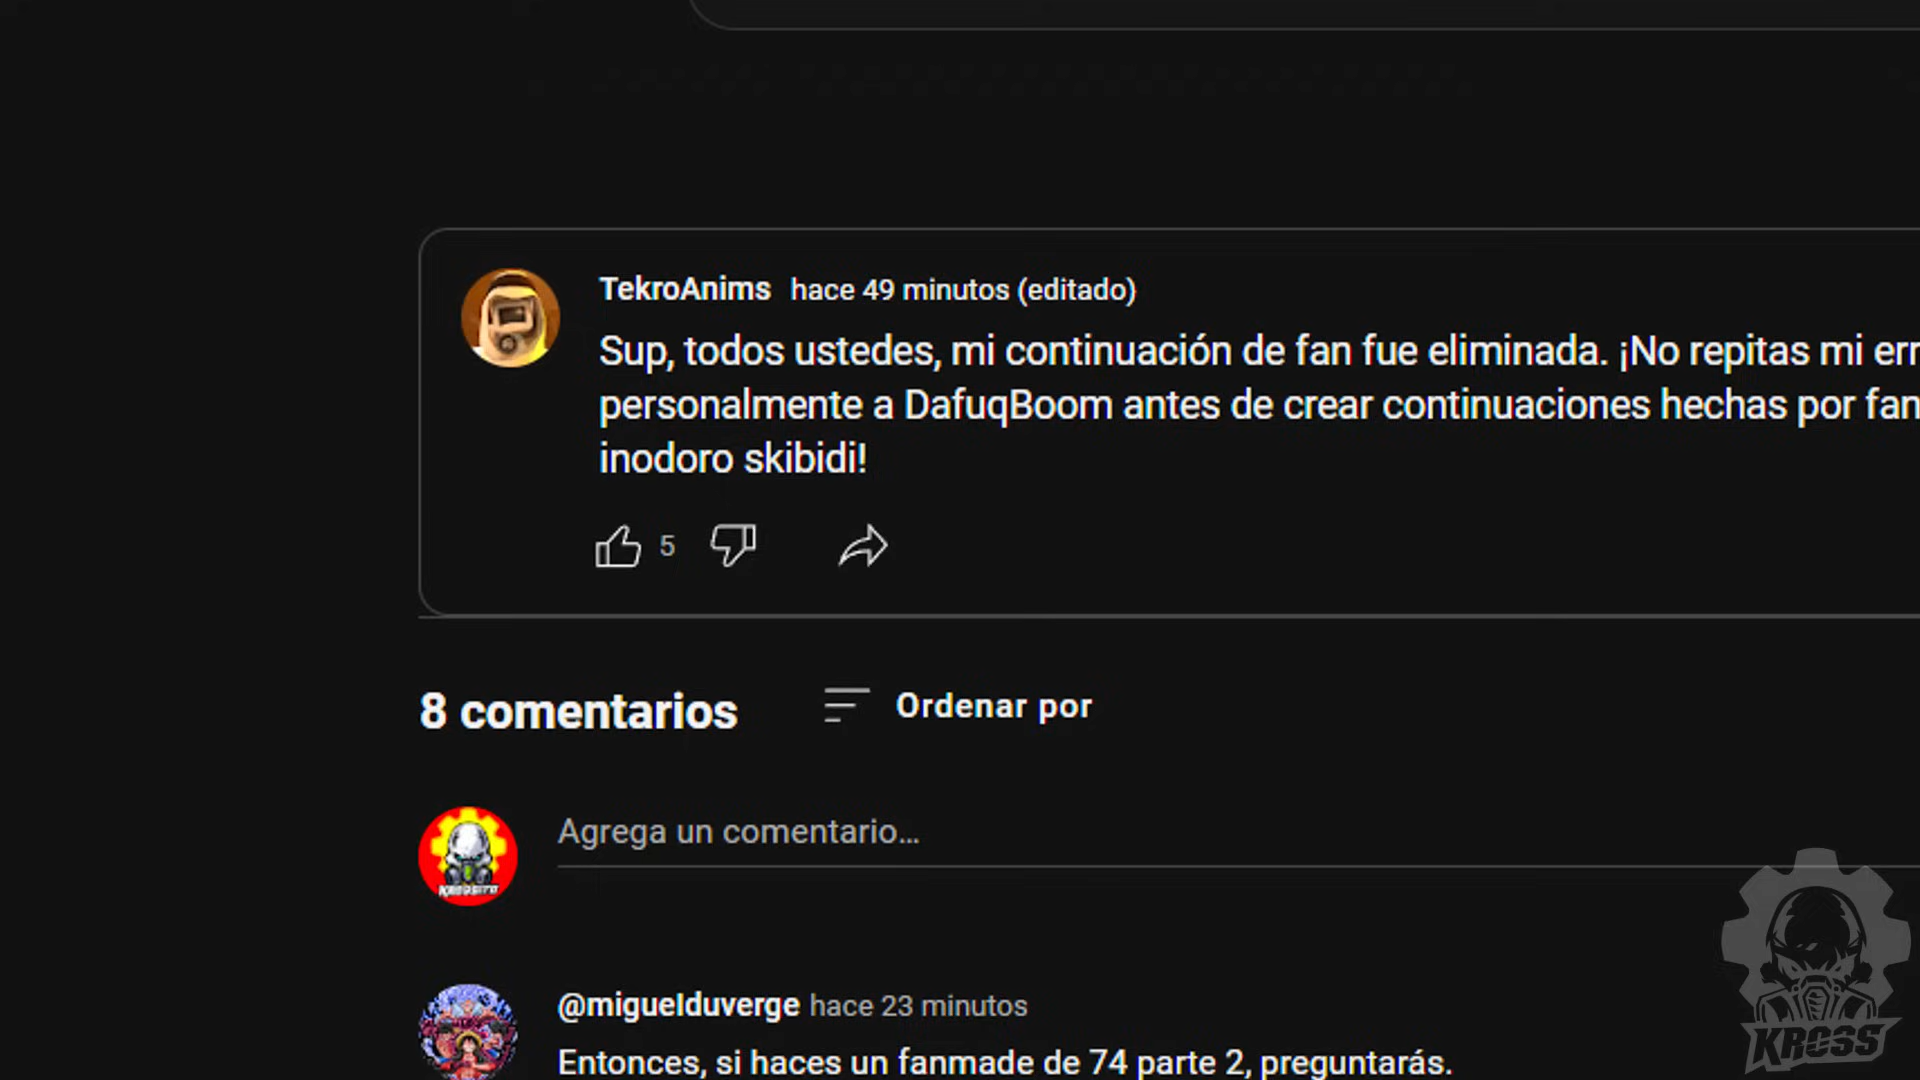 TekroAnims hace 49 minutos (editado)
Sup, todos ustedes, mi continuación de fan fue eliminada. ¡No repitas mi err
personalmente a DafuqBoom antes de crear continuaciones hechas por fan
inodoro skibidi!
5
8 comentarios Ordenar por
Agrega un comentario...
@miguelduverge hace 23 minutos
Entonces, si haces un fanmade de 74 parte 2, preguntarás.
KROSS